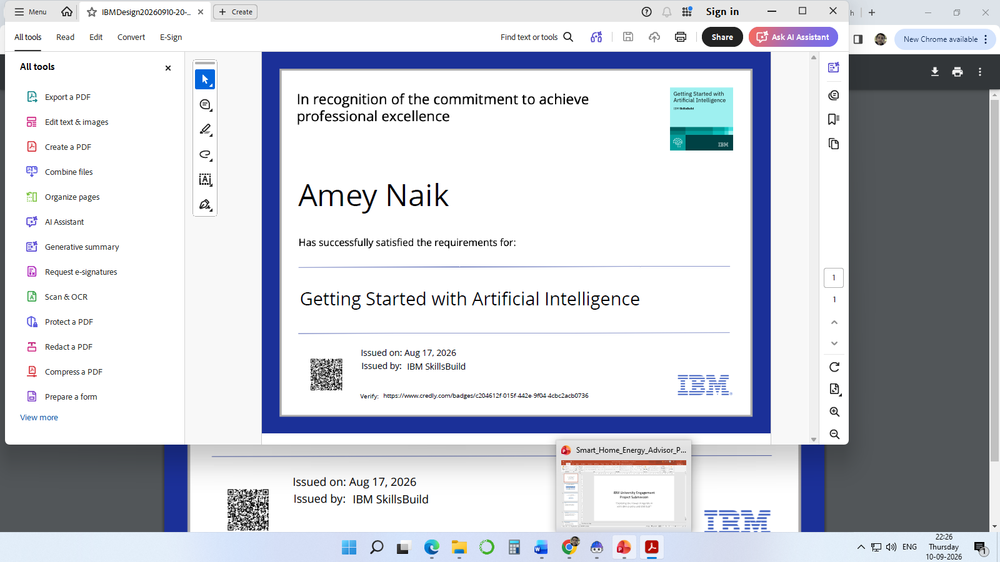 Menu
IBMDesign20260910-20-...
Create
Sign in
h
All tools
Read
Edit
Convert
E-Sign
Find text or tools
Share
Ask AI Assistant
New Chrome available
All tools
Export a PDF
Edit text & images
Create a PDF
Combine files
Organize pages
AI Assistant
Generative summary
Request e-signatures
Scan & OCR
Protect a PDF
Redact a PDF
Compress a PDF
Prepare a form
View more
In recognition of the commitment to achieve
professional excellence
Getting Started with
Artificial Intelligence
IBM SkillsBuild
IBM
Amey Naik
Has successfully satisfied the requirements for:
Getting Started with Artificial Intelligence
Issued on: Aug 17, 2026
Issued by: IBM SkillsBuild
Verify: https://www.credly.com/badges/c204612f-015f-442e-9f04-4cbc2acb0736
IBM
1
1
Issued on: Aug 17, 2026
Issued by: IBM SkillsBuild
IBM
Smart_Home_Energy_Advisor_P...
IBM University Engagement
Project Submission
ENG
22:26
Thursday
10-09-2026
1